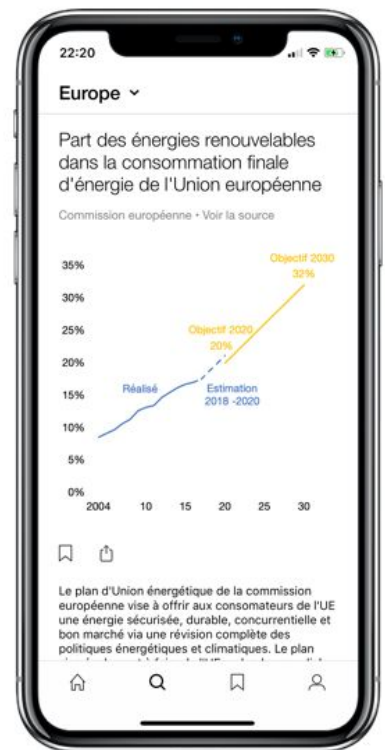 22:20
Europe
Part des énergies renouvelables
dans la consommation finale
d'énergie de l'Union européenne
Commission européenne • Voir la source
Objectif 2030
32%
35%
30%
25%
Objectif 2020
20%
20%
Réalisé
Estimation
2018 -2020
15%
10%
5%
0%
2004 10 15 20 25 30
Le plan d'Union énergétique de la commission
européenne vise à offrir aux consomateurs de l'UE
une énergie sécurisée, durable, concurrentielle et
bon marché via une révision complète des
politiques énergétiques et climatiques. Le plan